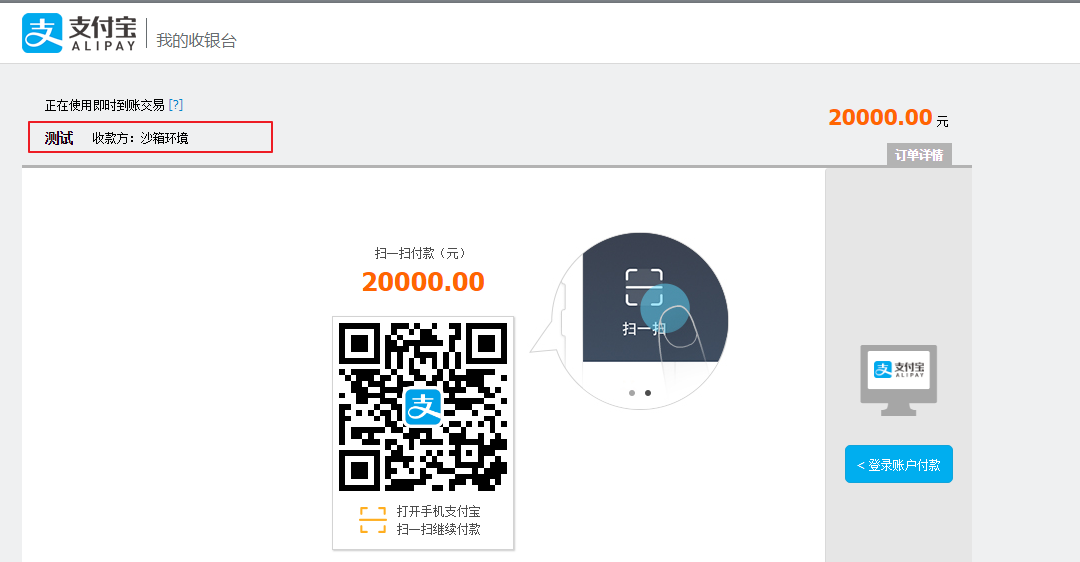 支付宝
ALIPAY
我的收银台
正在使用即时到账交易 [?]
测试 收款方：沙箱环境
20000.00 元
订单详情
扫一扫付款（元）
20000.00
扫一扫
支
支付宝
ALIPAY
< 登录账户付款
打开手机支付宝
扫一扫继续付款